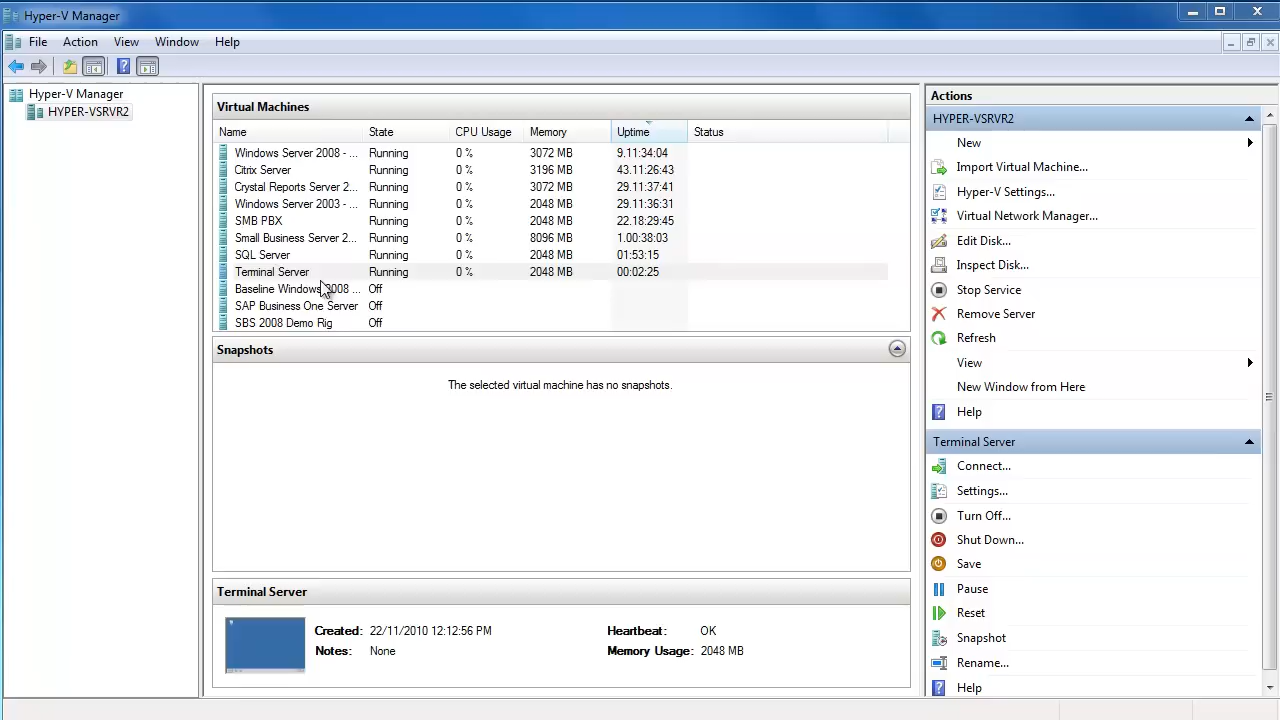 Hyper-V Manager
File Action View Window Help
Hyper-V Manager
HYPER-VSRVR2
Virtual Machines
Name State CPU Usage Memory Uptime Status
Windows Server 2008 - ... Running 0 % 3072 MB 9.11:34:04
Citrix Server Running 0 % 3196 MB 43.11:26:43
Crystal Reports Server 2... Running 0 % 3072 MB 29.11:37:41
Windows Server 2003 - ... Running 0 % 2048 MB 29.11:36:31
SMB PBX Running 0 % 2048 MB 22.18:29:45
Small Business Server 2... Running 0 % 8096 MB 1.00:38:03
SQL Server Running 0 % 2048 MB 01:53:15
Terminal Server Running 0 % 2048 MB 00:02:25
Baseline Windows 2008 ... Off
SAP Business One Server Off
SBS 2008 Demo Rig Off
Snapshots
The selected virtual machine has no snapshots.
Terminal Server
Created: 22/11/2010 12:12:56 PM Heartbeat: OK
Notes: None Memory Usage: 2048 MB
Actions
HYPER-VSRVR2
New
Import Virtual Machine...
Hyper-V Settings...
Virtual Network Manager...
Edit Disk...
Inspect Disk...
Stop Service
Remove Server
Refresh
View
New Window from Here
Help
Terminal Server
Connect...
Settings...
Turn Off...
Shut Down...
Save
Pause
Reset
Snapshot
Rename...
Help